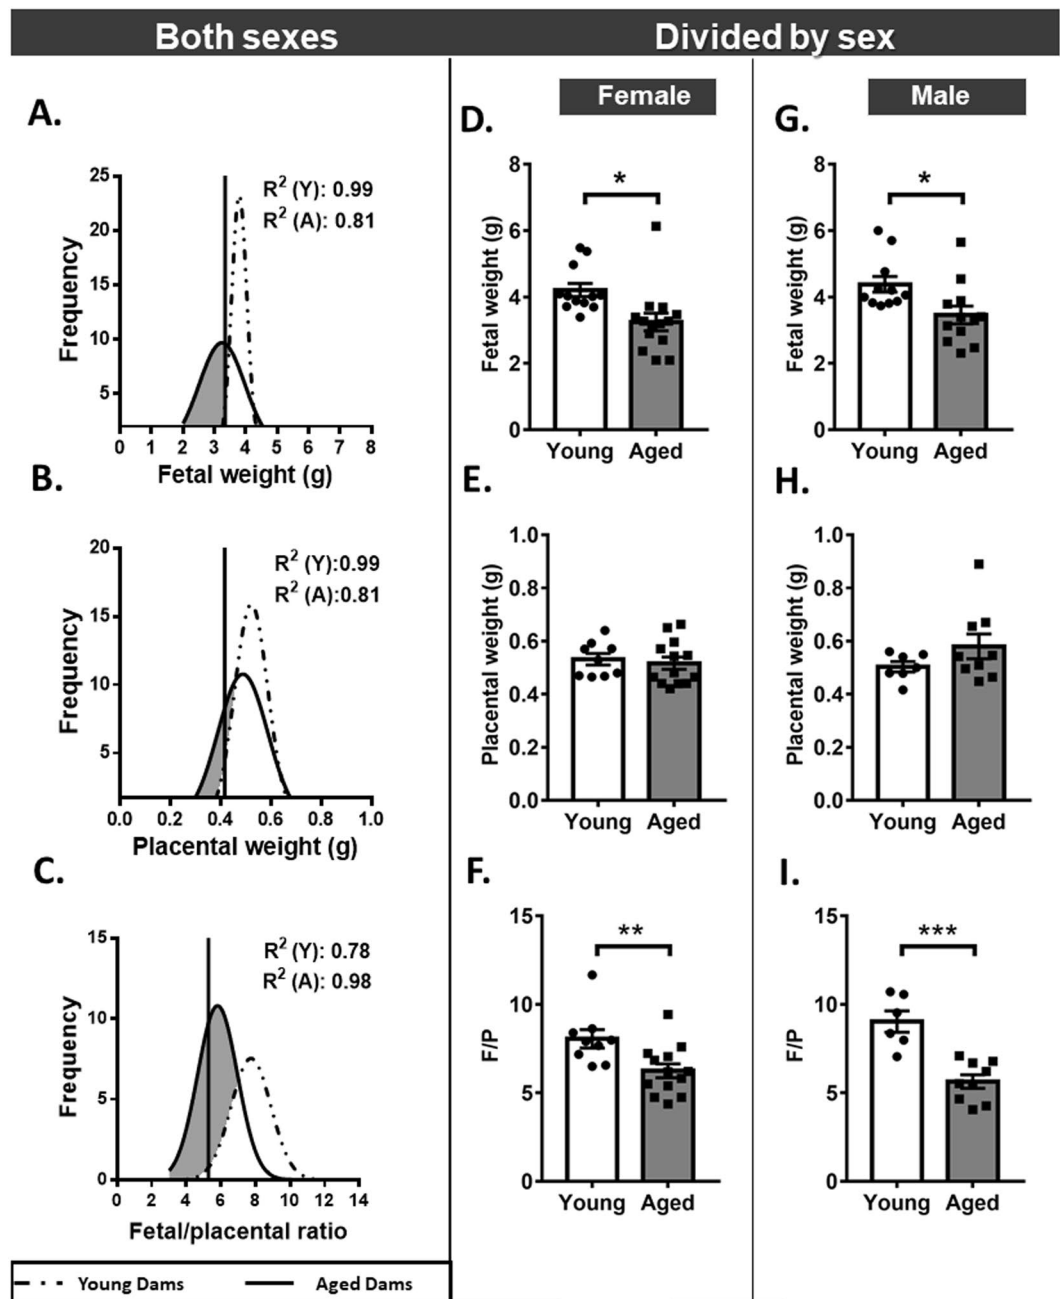 Both sexes
Divided by sex
Female
Male
A.
25
20
15
10
5
Frequency
R² (Y): 0.99
R² (A): 0.81
0 1 2 3 4 5 6 7 8
Fetal weight (g)
B.
20
15
10
5
Frequency
R² (Y):0.99
R² (A):0.81
0.0 0.2 0.4 0.6 0.8 1.0
Placental weight (g)
C.
15
10
5
0
Frequency
R² (Y): 0.78
R² (A): 0.98
0 2 4 6 8 10 12 14
Fetal/placental ratio
Young Dams
Aged Dams
D.
8
6
4
2
0
Fetal weight (g)
*
Young Aged
E.
1.0
0.8
0.6
0.4
0.2
0.0
Placental weight (g)
Young Aged
F.
15
10
5
0
F/P
**
Young Aged
G.
8
6
4
2
0
Fetal weight (g)
*
Young Aged
H.
1.0
0.8
0.6
0.4
0.2
0.0
Placental weight (g)
Young Aged
I.
15
10
5
0
F/P
***
Young Aged